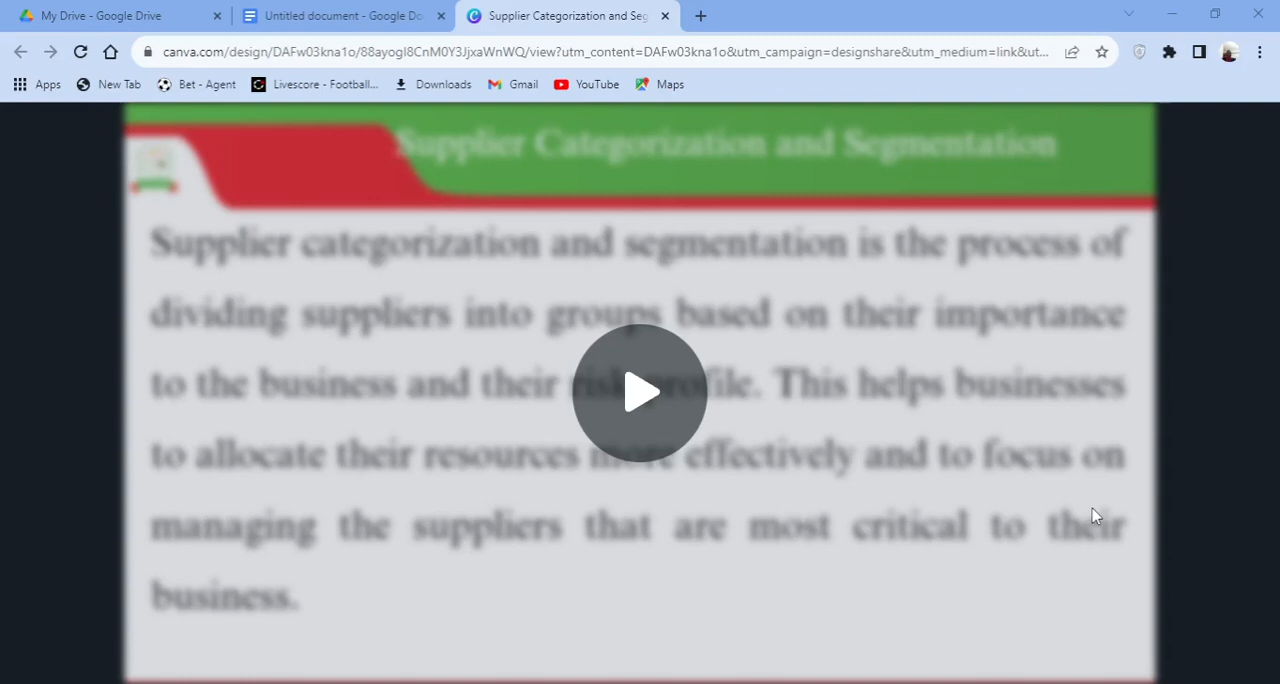 My Drive - Google Drive
Untitled document - Google Do
Supplier Categorization and Seg
canva.com/design/DAFw03kna1o/88ayogI8CnM0Y3JjxaWnWQ/view?utm_content=DAFw03kna1o&utm_campaign=designshare&utm_medium=link&ut...
Apps
New Tab
Bet - Agent
Livescore - Football...
Downloads
Gmail
YouTube
Maps
Supplier Categorization and Segmentation
Supplier categorization and segmentation is the process of
dividing suppliers into groups based on their importance
to the business and their risk profile. This helps businesses
to allocate their resources more effectively and to focus on
managing the suppliers that are most critical to their
business.